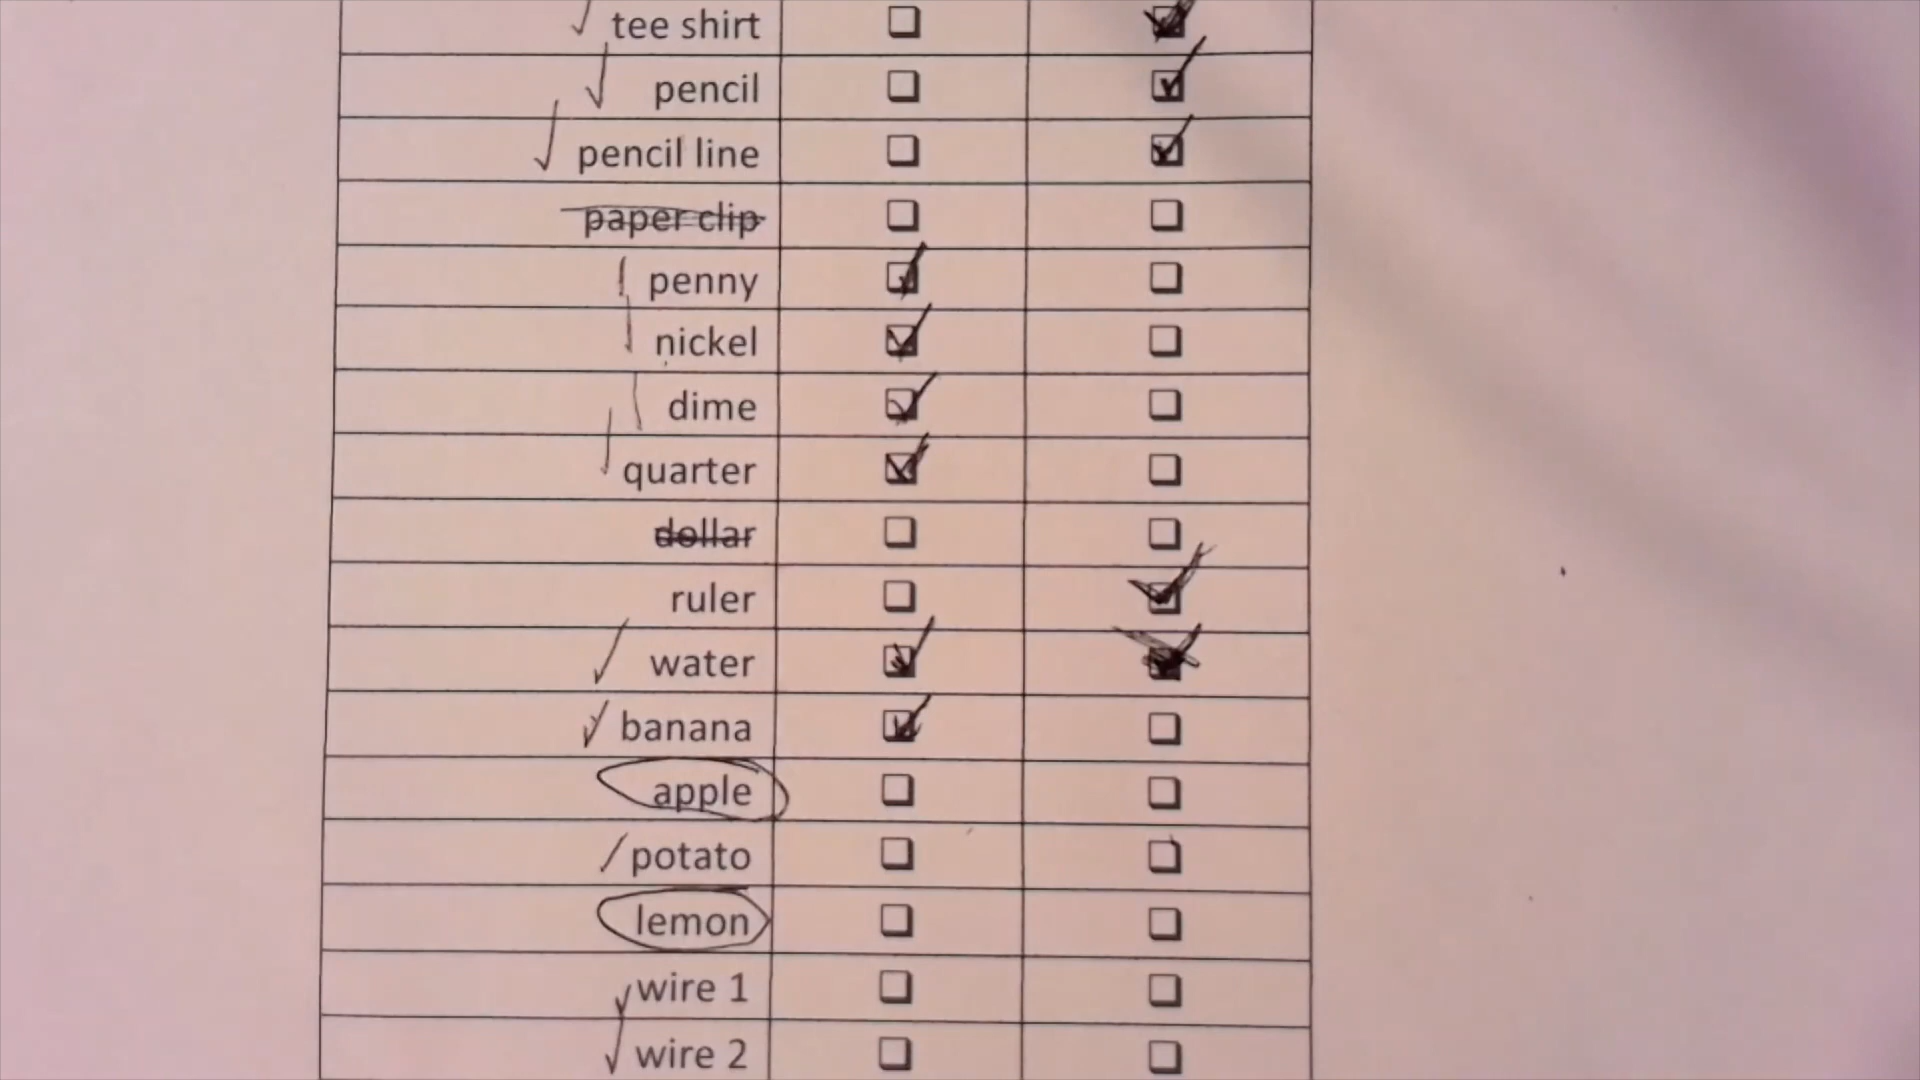 tee shirt
pencil
pencil line
paper clip
penny
nickel
dime
quarter
dollar
ruler
water
banana
apple
potato
lemon
wire 1
wire 2